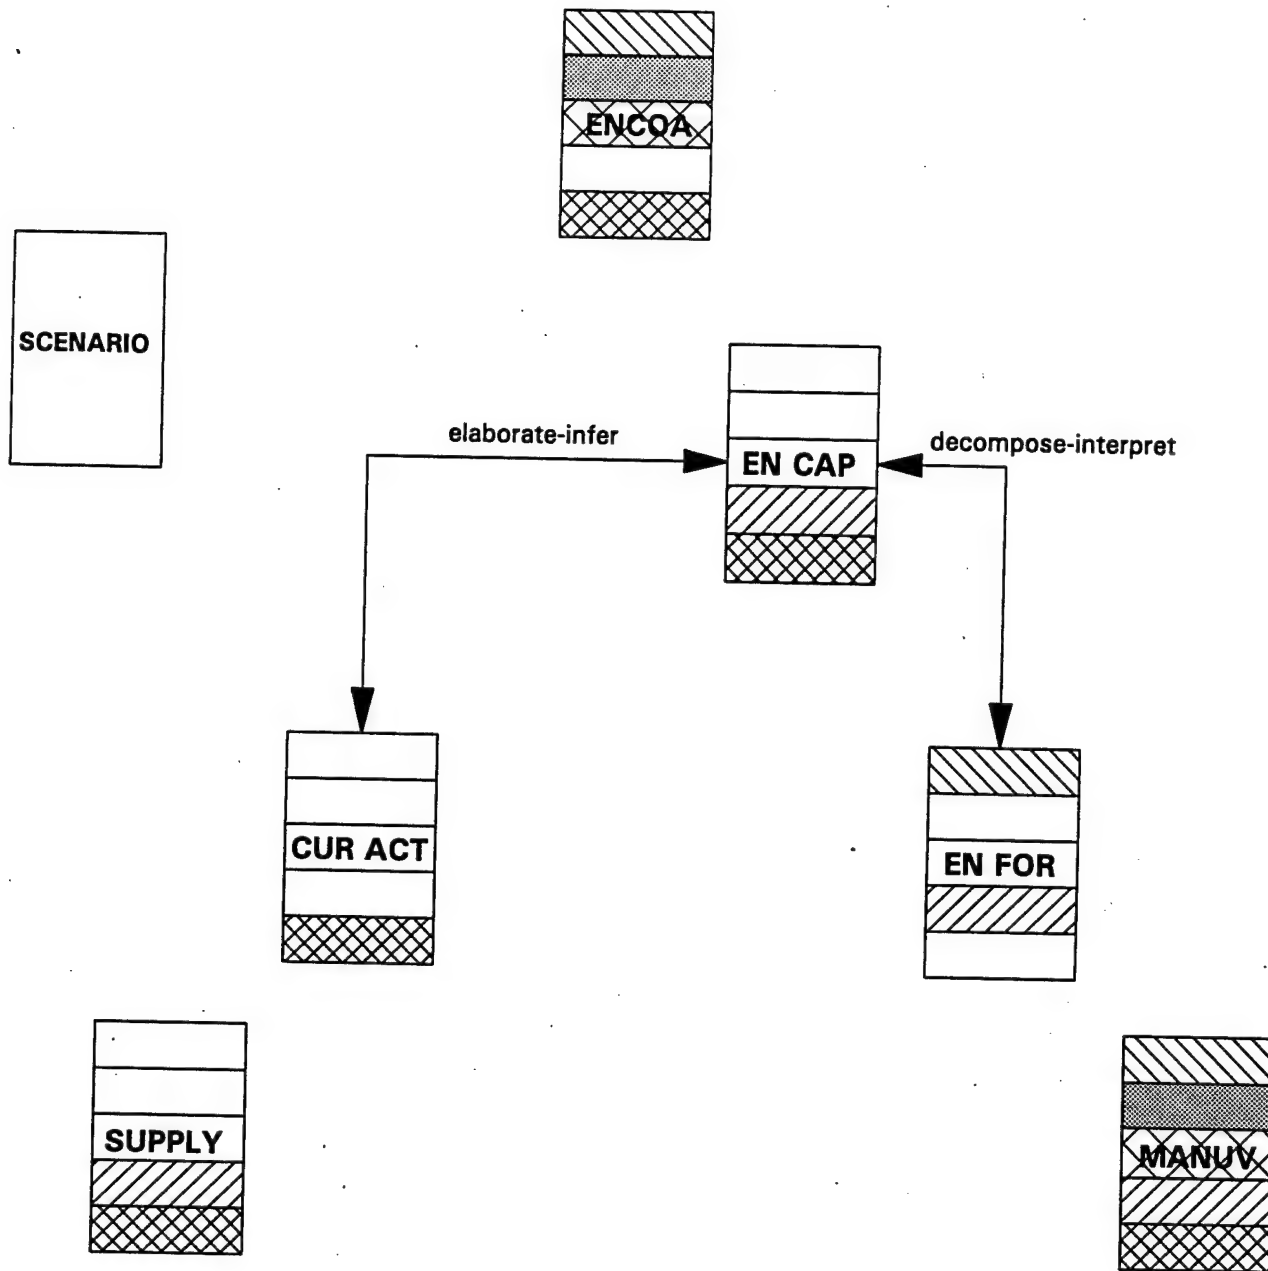 ENCOA
SCENARIO
elaborate-infer
decompose-interpret
EN CAP
CUR ACT
EN FOR
SUPPLY
MANUV